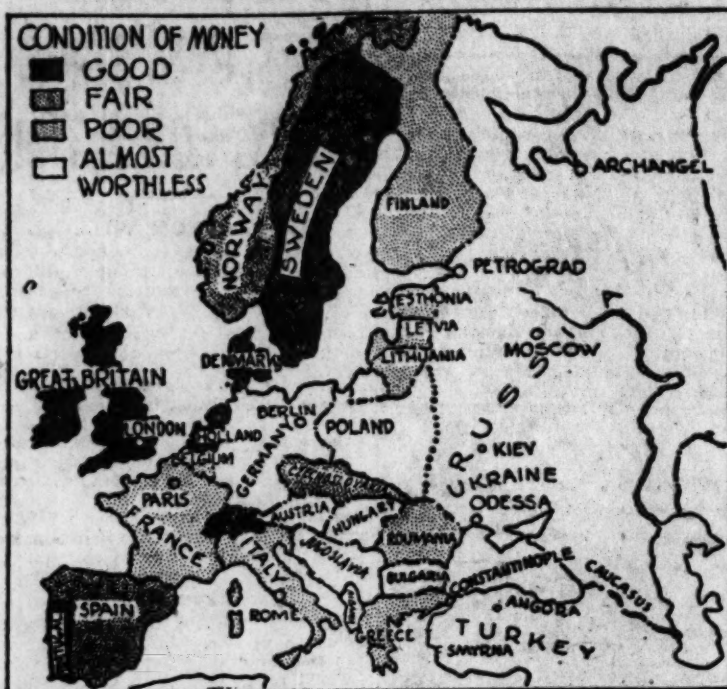 CONDITION OF MONEY
GOOD
FAIR
POOR
ALMOST
WORTHLESS
ARCHANGEL
NORWAY
SWEDEN
FINLAND
PETROGRAD
ESTHONIA
LETVIA
LITHUANIA
MOSCOW
RUSSIA
DENMARK
GREAT BRITAIN
LONDON
HOLLAND
BELGIUM
BERLIN
GERMANY
POLAND
KIEV
UKRAINE
ODESSA
PARIS
FRANCE
AUSTRIA
HUNGARY
ROUMANIA
ITALY
BULGARIA
CONSTANTINOPLE
CAUCASUS
SPAIN
ROME
GREECE
ANGORA
TURKEY
SMYRNA